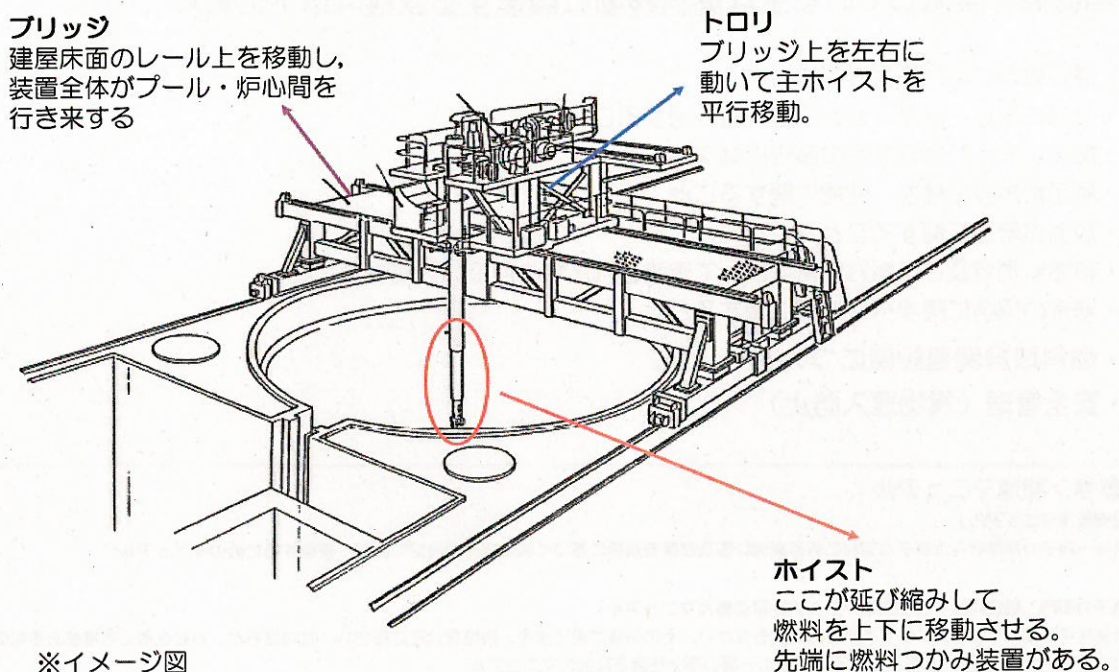 ブリッジ
建屋床面のレール上を移動し,
装置全体がプール・炉心間を
行き来する
トロリ
ブリッジ上を左右に
動いて主ホイストを
平行移動。
ホイスト
ここが延び縮みして
燃料を上下に移動させる。
先端に燃料つかみ装置がある。
※イメージ図